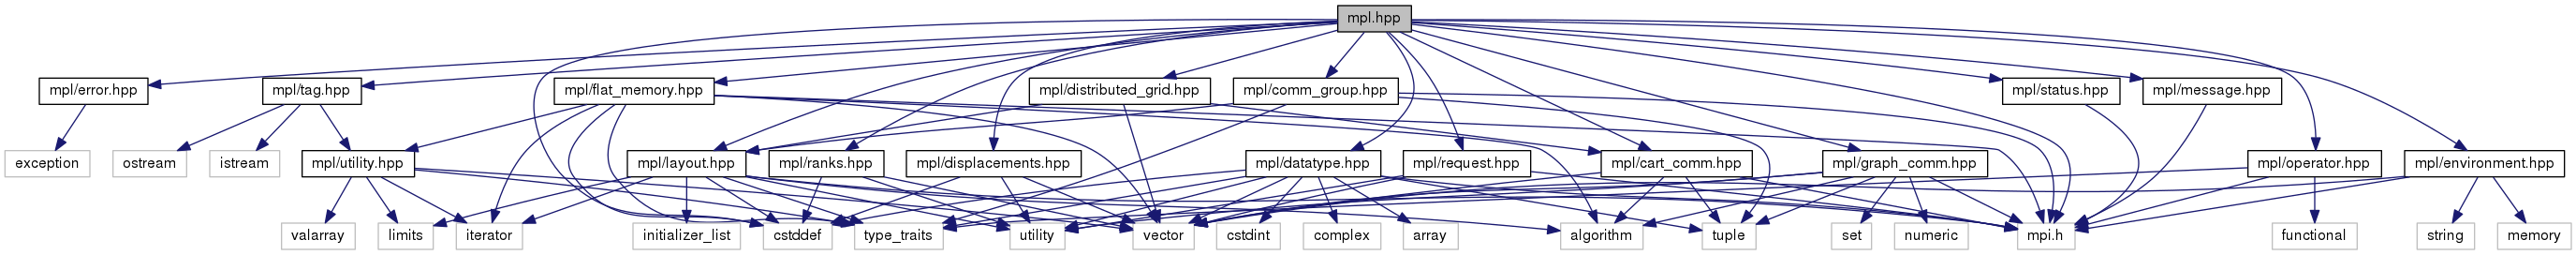 mpl.hpp
mpl/error.hpp
mpl/tag.hpp
mpl/flat_memory.hpp
mpl/distributed_grid.hpp
mpl/comm_group.hpp
mpl/status.hpp
mpl/message.hpp
exception
ostream
istream
mpl/utility.hpp
mpl/layout.hpp
mpl/ranks.hpp
mpl/displacements.hpp
mpl/datatype.hpp
mpl/request.hpp
mpl/cart_comm.hpp
mpl/graph_comm.hpp
mpl/operator.hpp
mpl/environment.hpp
valarray
limits
iterator
initializer_list
cstddef
type_traits
utility
vector
cstdint
complex
array
algorithm
tuple
set
numeric
mpi.h
functional
string
memory